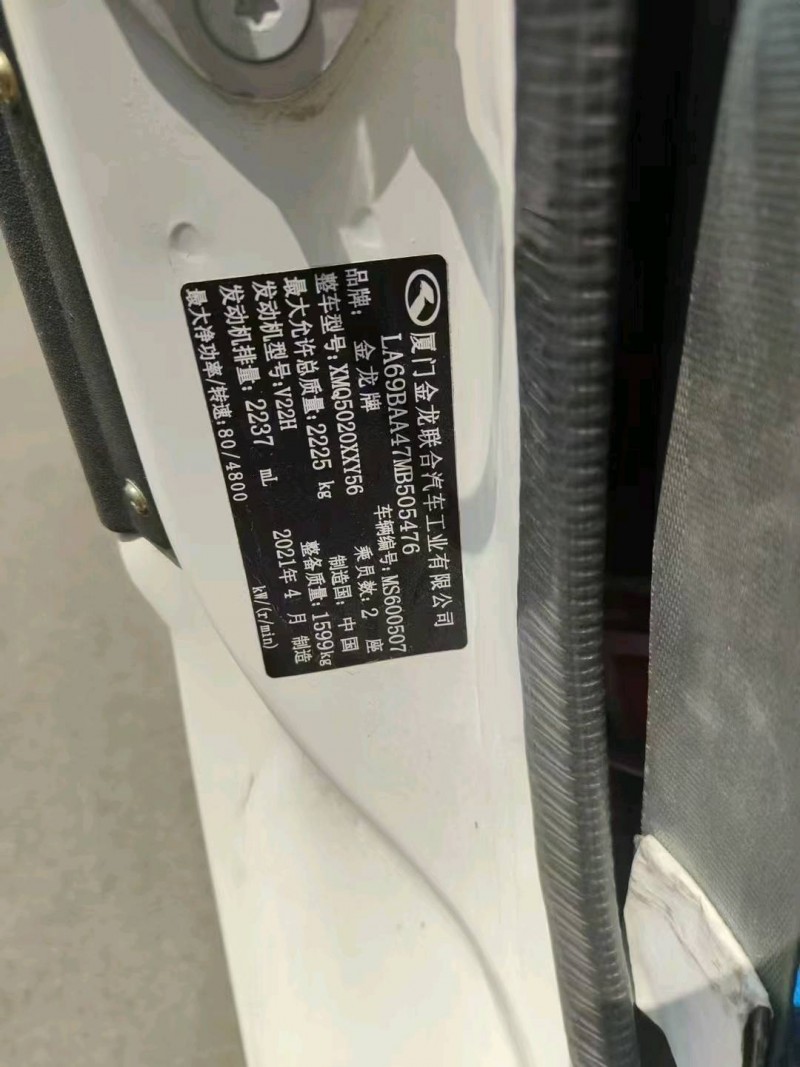 厦门金龙联合汽车工业有限公司
LA69BAA47MB505476
车辆编号: MS600507
品牌: 金龙牌 乘员数: 2 座
整车型号: XMQ5020XXY56 制造国: 中国
最大允许总质量: 2225 kg 整备质量: 1599kg
发动机型号: V22H 2021年 4 月 制造
发动机排量: 2237 mL
最大净功率/转速: 80/4800 kW/(r/min)